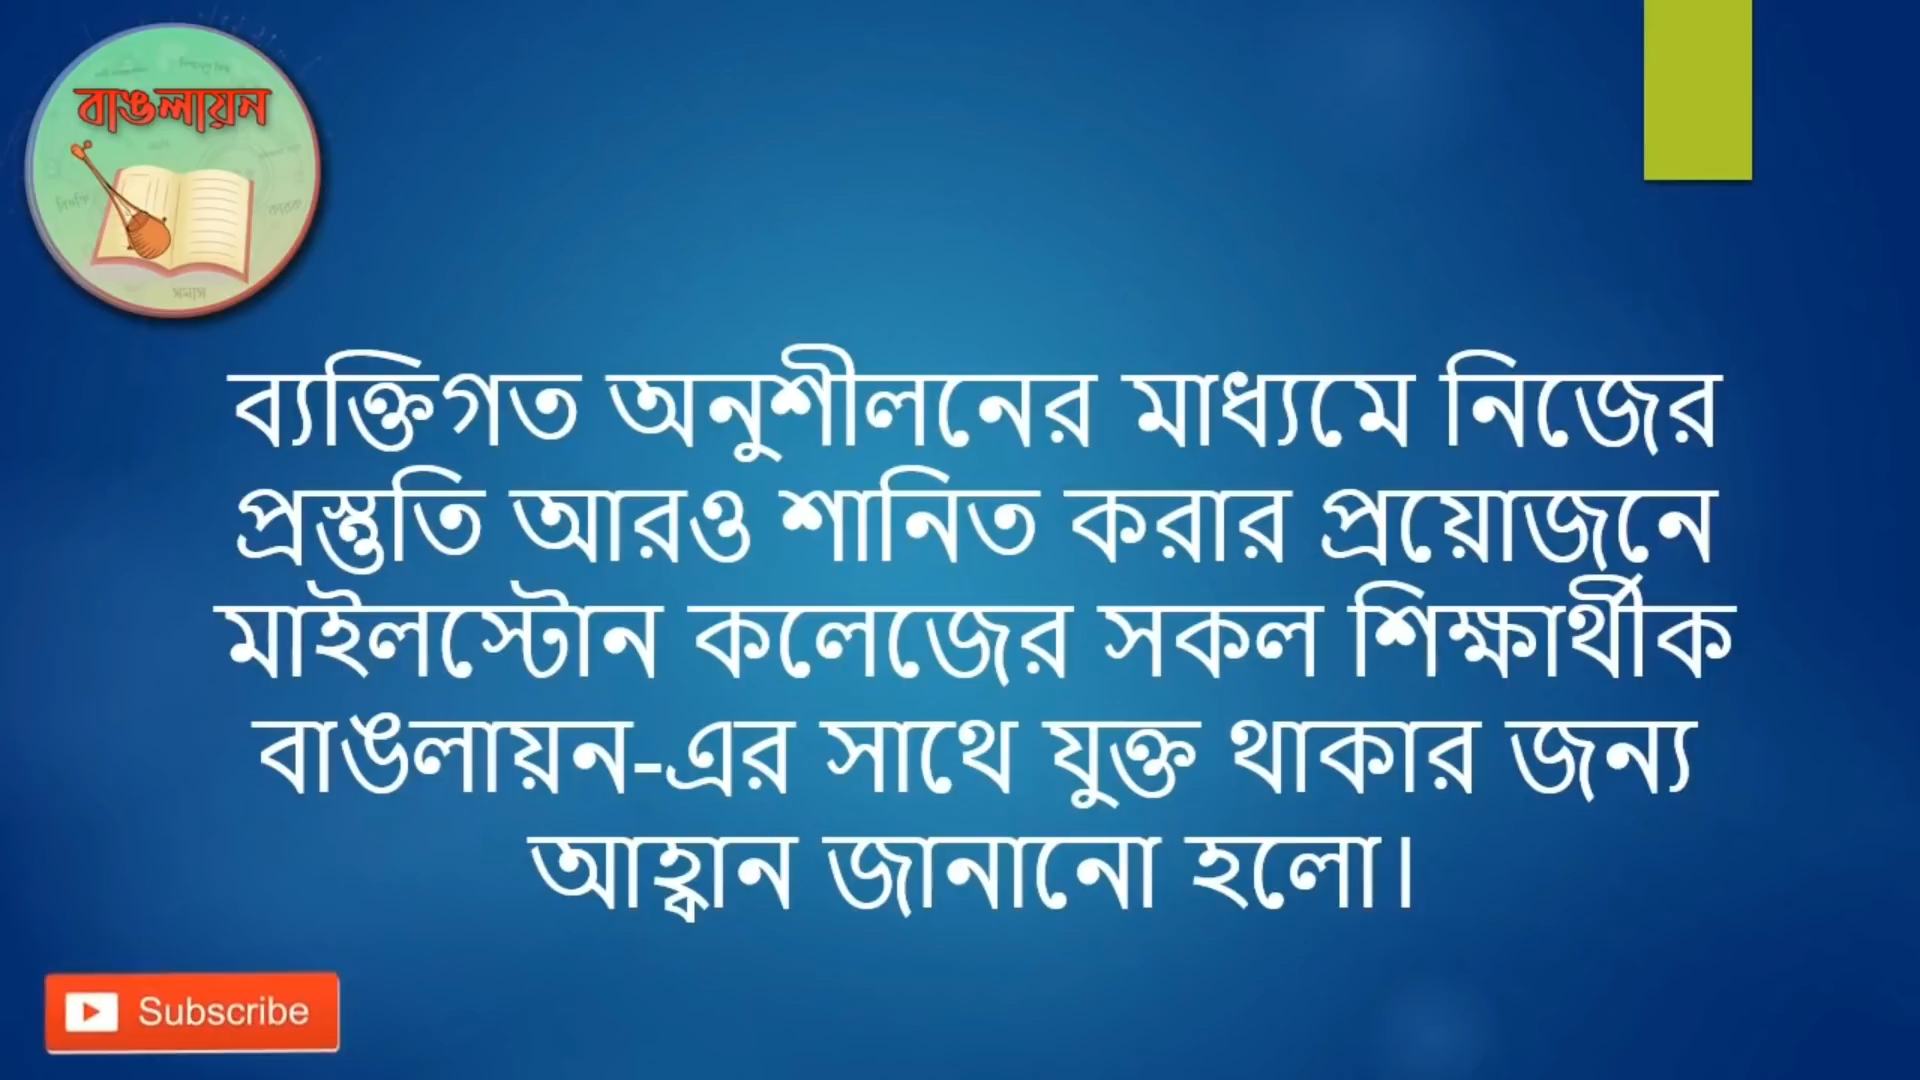 বাঙলায়ন
সমাস
ব্যক্তিগত অনুশীলনের মাধ্যমে নিজের
প্রস্তুতি আরও শানিত করার প্রয়োজনে
মাইলস্টোন কলেজের সকল শিক্ষার্থীক
বাঙলায়ন-এর সাথে যুক্ত থাকার জন্য
আহ্বান জানানো হলো।
Subscribe